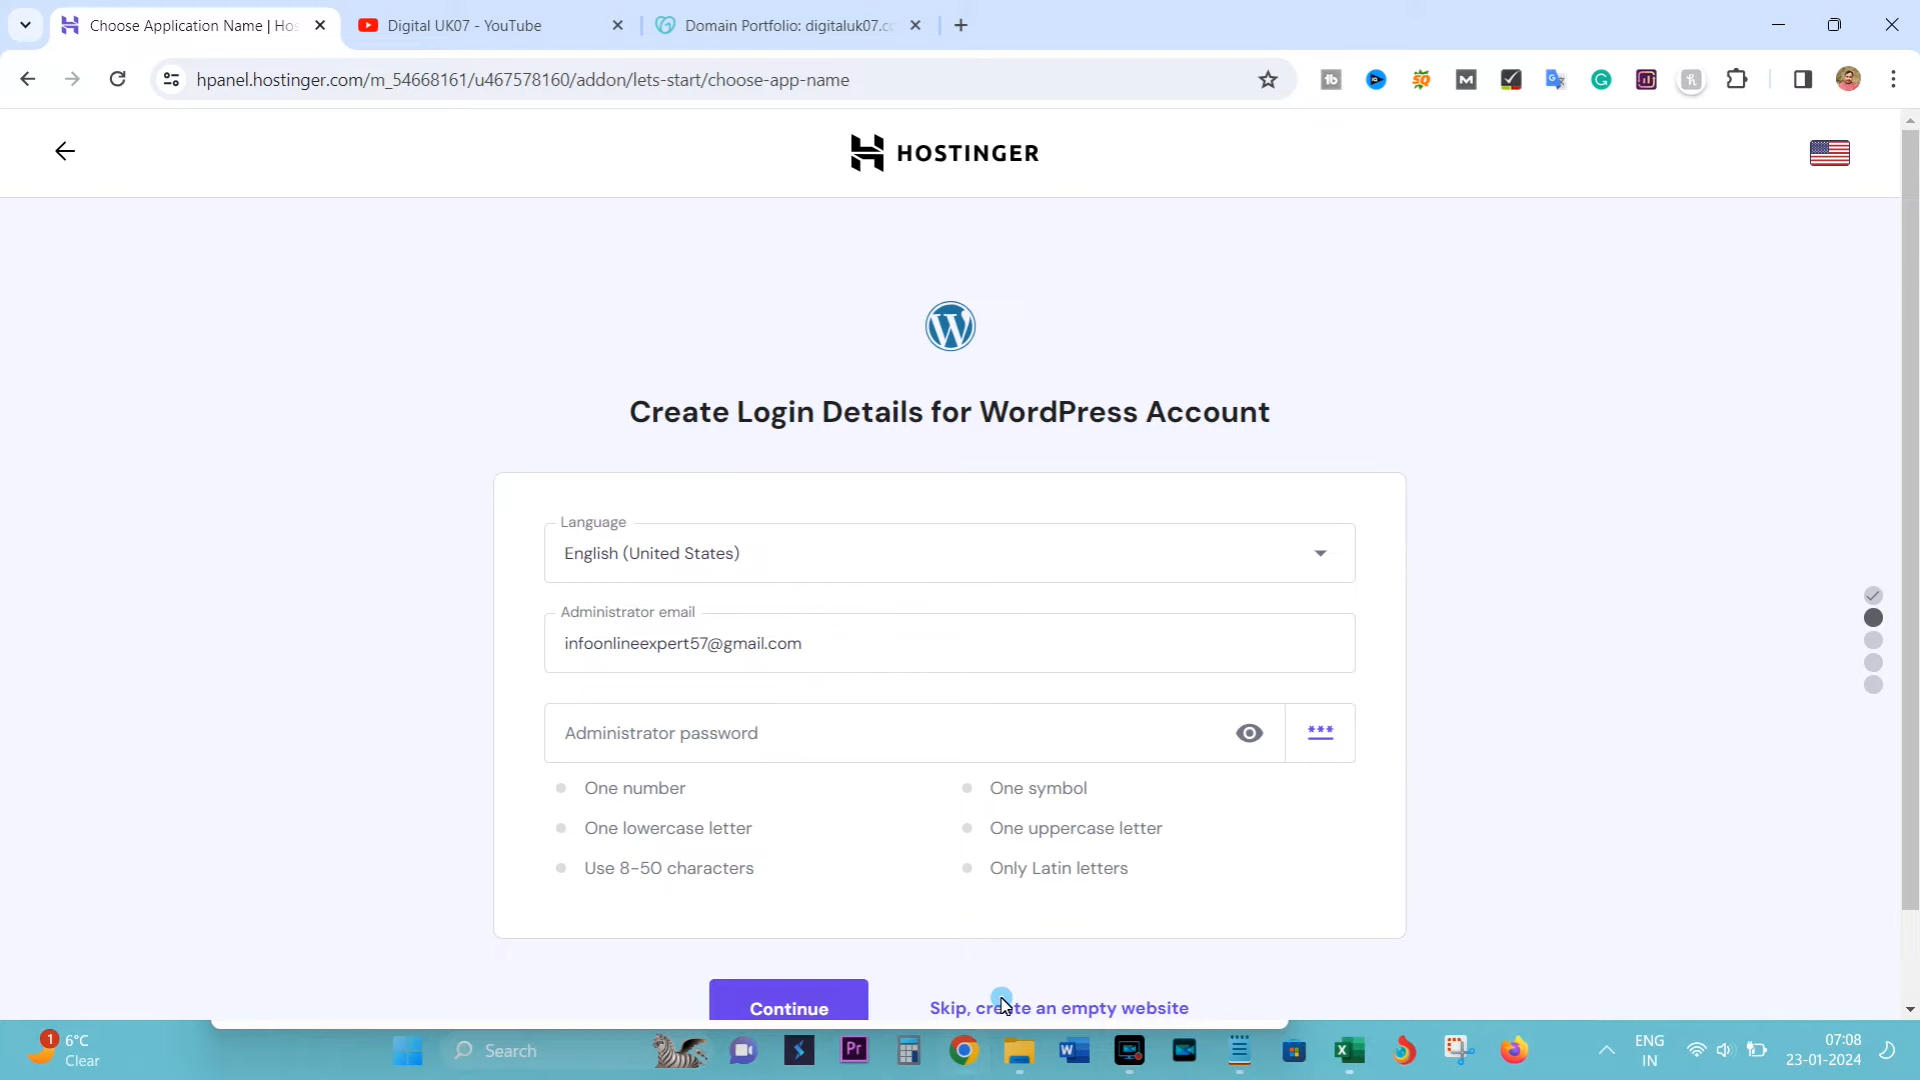 Choose Application Name | Hos
Digital UK07 - YouTube
Domain Portfolio: digitaluk07.co
hpanel.hostinger.com/m_54668161/u467578160/addon/lets-start/choose-app-name
HOSTINGER
Create Login Details for WordPress Account
Language
English (United States)
Administrator email
infoonlineexpert57@gmail.com
Administrator password
***
One number
One symbol
One lowercase letter
One uppercase letter
Use 8-50 characters
Only Latin letters
Continue
Skip, create an empty website
1
6°C
Clear
Search
Pr
ENG
IN
07:08
23-01-2024